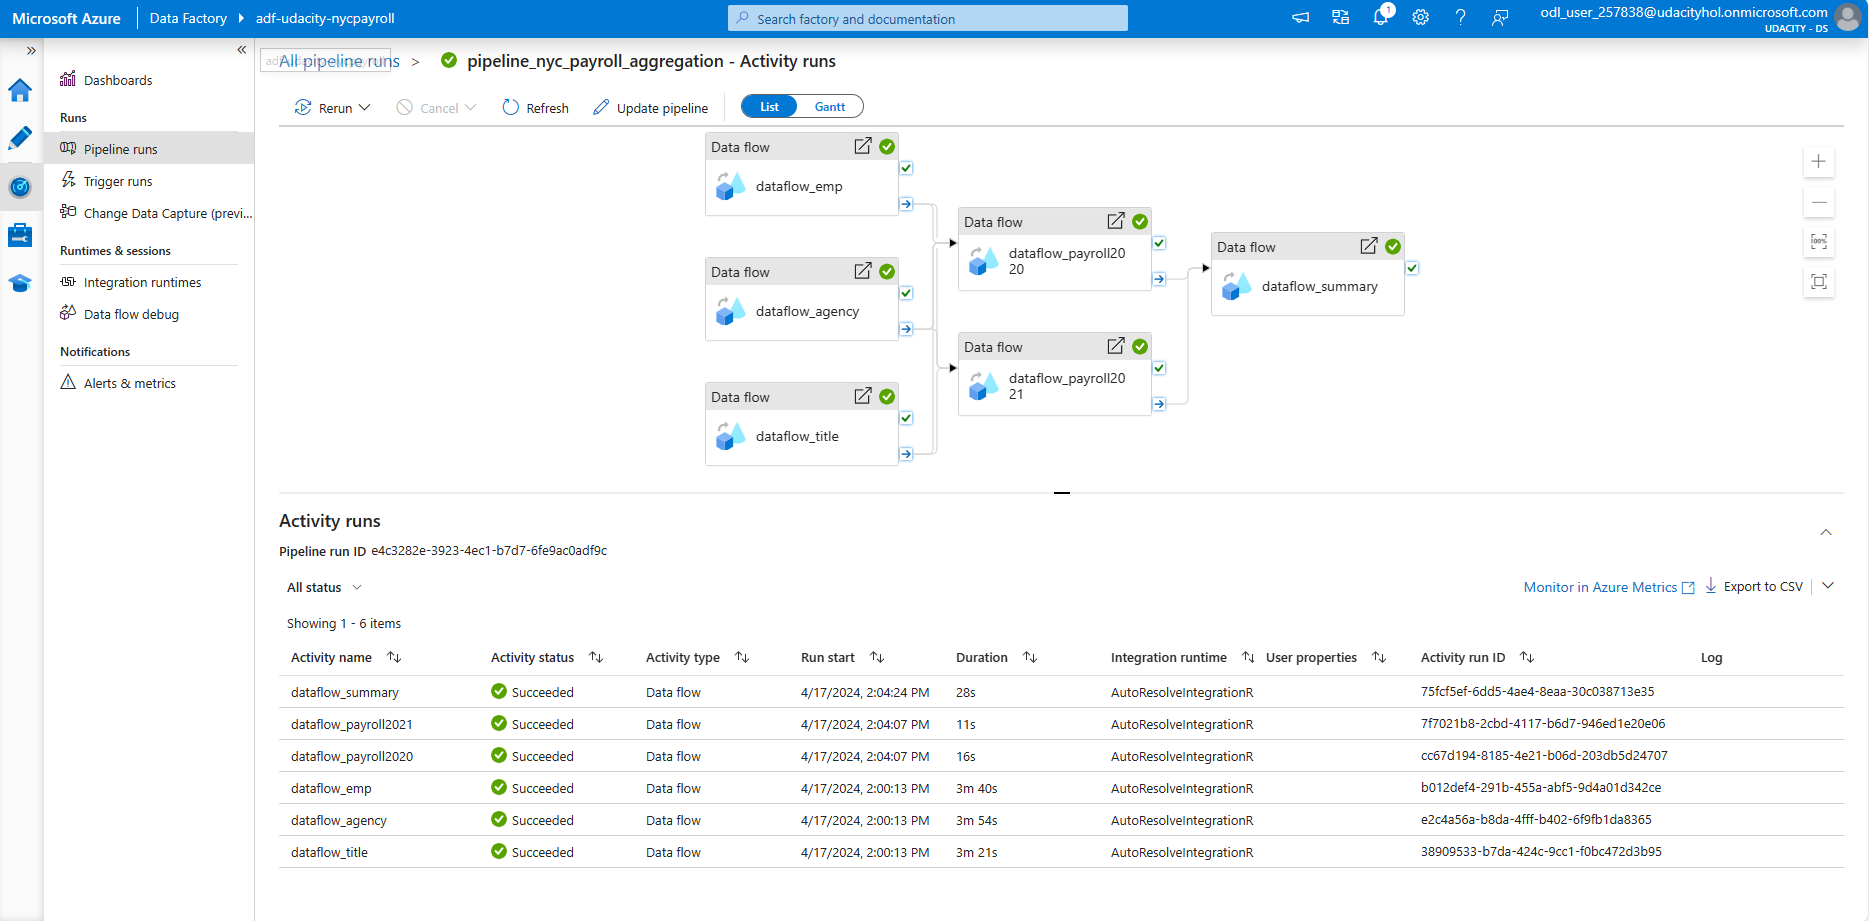 Microsoft Azure
Data Factory
adf-udacity-nycpayroll
Search factory and documentation
1
odl_user_257838@udacityhol.onmicrosoft.com
UDACITY - DS
Dashboards
Runs
Pipeline runs
Trigger runs
Change Data Capture (previ...
Runtimes & sessions
Integration runtimes
Data flow debug
Notifications
Alerts & metrics
All pipeline runs > pipeline_nyc_payroll_aggregation - Activity runs
Rerun Cancel Refresh Update pipeline List Gantt
Data flow
dataflow_emp
Data flow
dataflow_agency
Data flow
dataflow_title
Data flow
dataflow_payroll20
20
Data flow
dataflow_payroll20
21
Data flow
dataflow_summary
100%
Activity runs
Pipeline run ID e4c3282e-3923-4ec1-b7d7-6fe9ac0adf9c
All status
Monitor in Azure Metrics Export to CSV
Showing 1 - 6 items
Activity name Activity status Activity type Run start Duration Integration runtime User properties Activity run ID Log
dataflow_summary Succeeded Data flow 4/17/2024, 2:04:24 PM 28s AutoResolveIntegrationR 75fcf5ef-6dd5-4ae4-8eaa-30c038713e35
dataflow_payroll2021 Succeeded Data flow 4/17/2024, 2:04:07 PM 11s AutoResolveIntegrationR 7f7021b8-2cbd-4117-b6d7-946ed1e20e06
dataflow_payroll2020 Succeeded Data flow 4/17/2024, 2:04:07 PM 16s AutoResolveIntegrationR cc67d194-8185-4e21-b06d-203db5d24707
dataflow_emp Succeeded Data flow 4/17/2024, 2:00:13 PM 3m 40s AutoResolveIntegrationR b012def4-291b-455a-abf5-9d4a01d342ce
dataflow_agency Succeeded Data flow 4/17/2024, 2:00:13 PM 3m 54s AutoResolveIntegrationR e2c4a56a-b8da-4fff-b402-6f9fb1da8365
dataflow_title Succeeded Data flow 4/17/2024, 2:00:13 PM 3m 21s AutoResolveIntegrationR 38909533-b7da-424c-9cc1-f0bc472d3b95